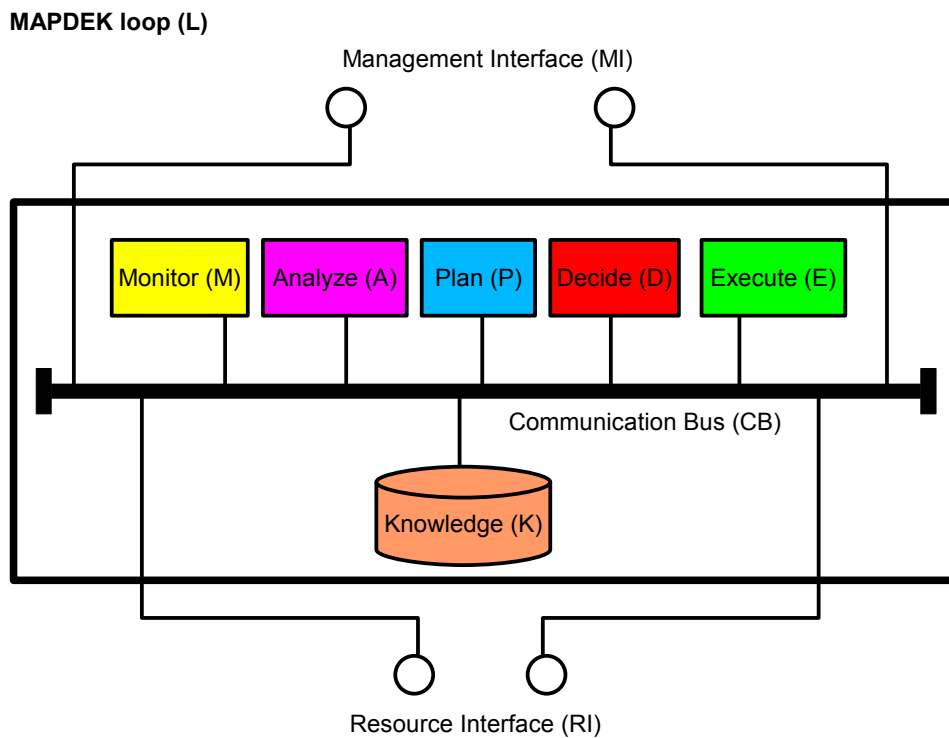 MAPDEK loop (L)
Management Interface (MI)
Monitor (M)
Analyze (A)
Plan (P)
Decide (D)
Execute (E)
Communication Bus (CB)
Knowledge (K)
Resource Interface (RI)